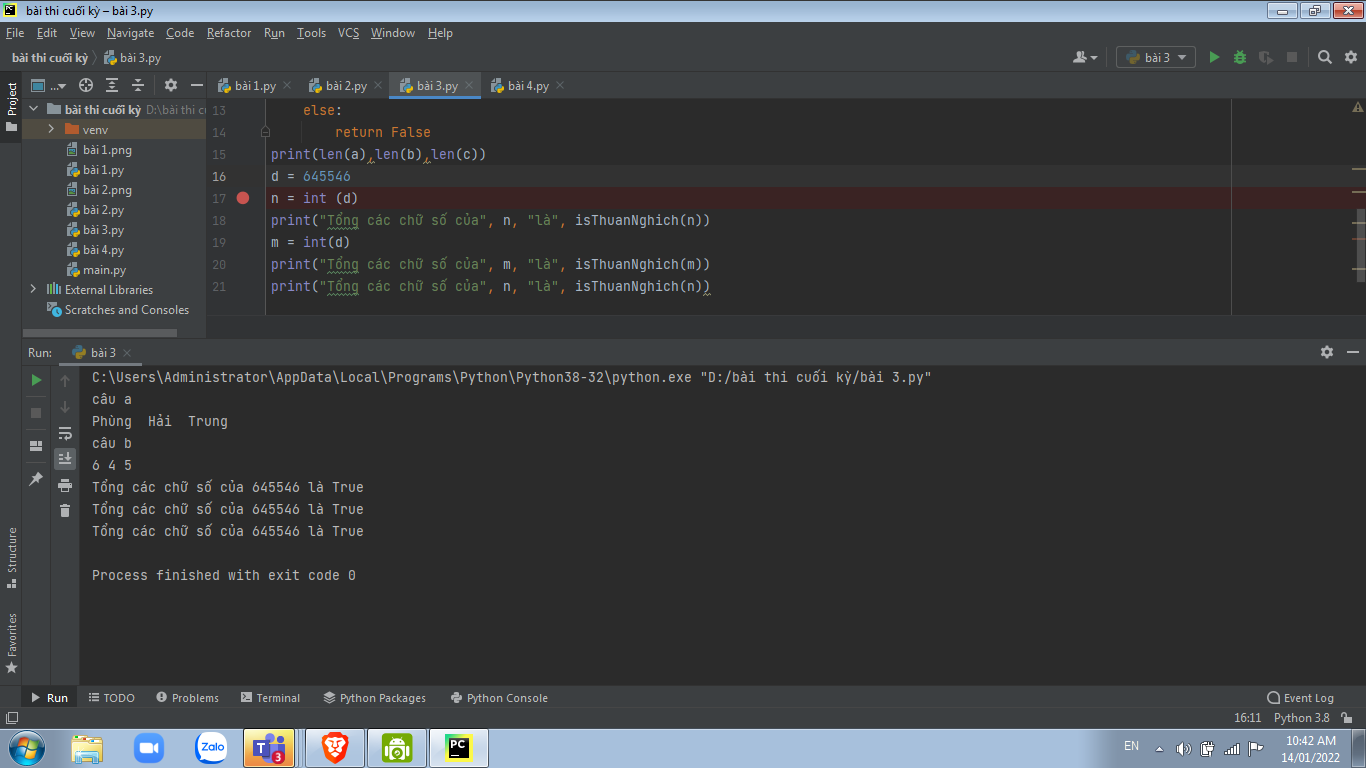 bài thi cuối kỳ – bài 3.py
File Edit View Navigate Code Refactor Run Tools VCS Window Help
bài thi cuối kỳ bài 3.py bài 3
Project ...
bài 1.py bài 2.py bài 3.py bài 4.py
bài thi cuối kỳ D:\bài thi c
venv
bài 1.png
bài 1.py
bài 2.png
bài 2.py
bài 3.py
bài 4.py
main.py
External Libraries
Scratches and Consoles
13 else:
14 return False
15 print(len(a),len(b),len(c))
16 d = 645546
17 n = int (d)
18 print("Tổng các chữ số của", n, "là", isThuanNghich(n))
19 m = int(d)
20 print("Tổng các chữ số của", m, "là", isThuanNghich(m))
21 print("Tổng các chữ số của", n, "là", isThuanNghich(n))
Run: bài 3
C:\Users\Administrator\AppData\Local\Programs\Python\Python38-32\python.exe "D:/bài thi cuối kỳ/bài 3.py"
câu a
Phùng  Hải  Trung
câu b
6 4 5
Tổng các chữ số của 645546 là True
Tổng các chữ số của 645546 là True
Tổng các chữ số của 645546 là True
Process finished with exit code 0
Structure
Favorites
Run TODO Problems Terminal Python Packages Python Console Event Log
16:11 Python 3.8
Zalo 3 PC EN 10:42 AM
14/01/2022